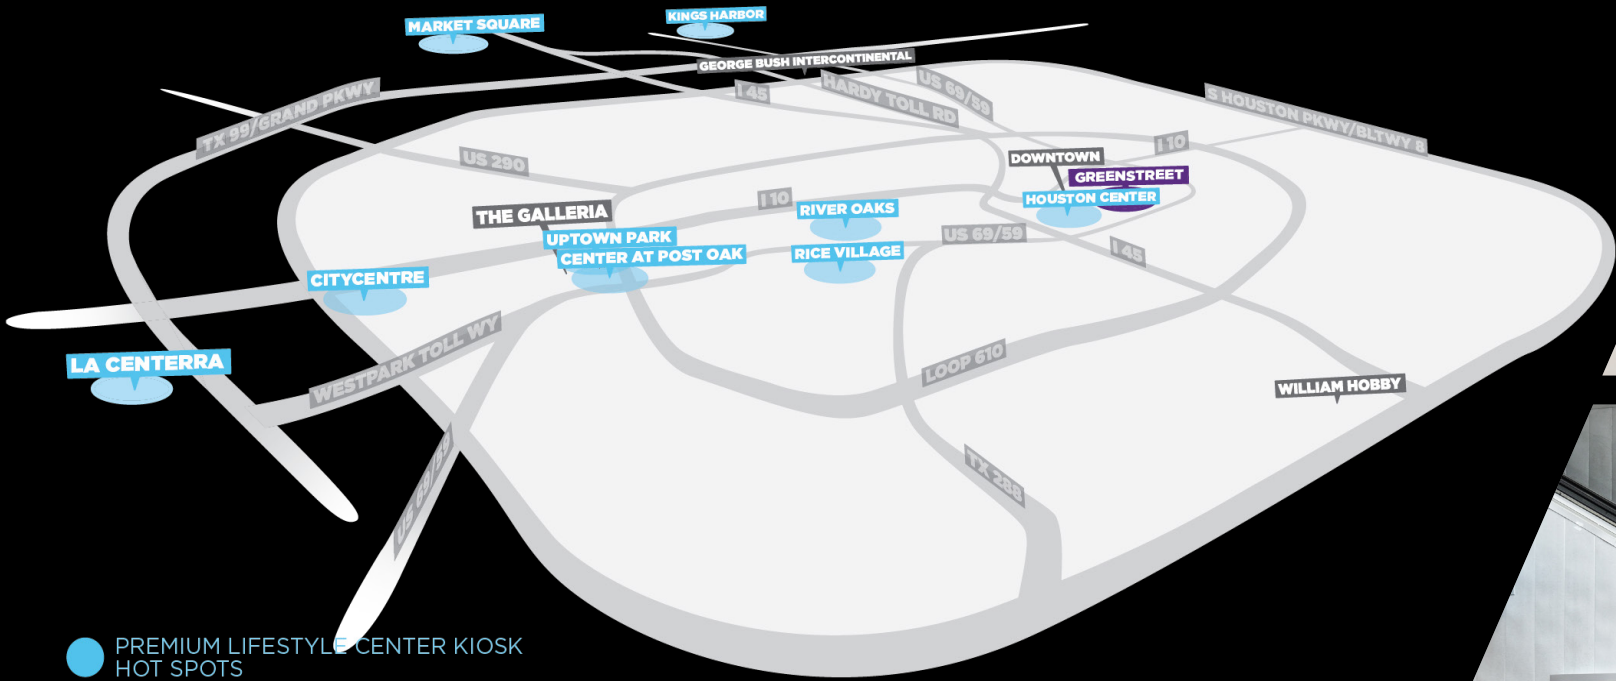 KINGS HARBOR
MARKET SQUARE
GEORGE BUSH INTERCONTINENTAL
TX 99/GRAND PKWY
I 45
HARDY TOLL RD
US 69/59
S HOUSTON PKWY/BLTWY 8
US 290
I 10
DOWNTOWN
GREENSTREET
HOUSTON CENTER
I 10
THE GALLERIA
RIVER OAKS
UPTOWN PARK
CENTER AT POST OAK
RICE VILLAGE
US 69/59
I 45
CITYCENTRE
WESTPARK TOLL WY
LA CENTERRA
LOOP 610
WILLIAM HOBBY
US 69/59
TX 288
PREMIUM LIFESTYLE CENTER KIOSK
HOT SPOTS